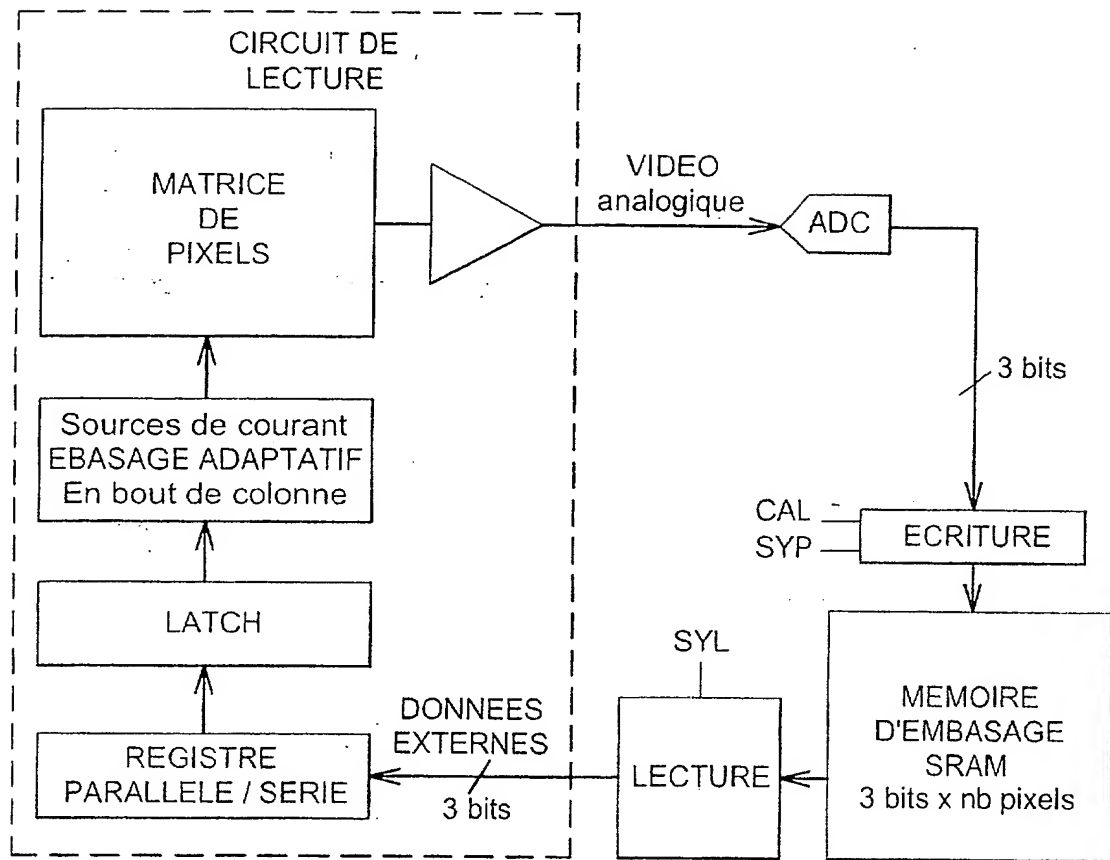 CIRCUIT DE
LECTURE
MATRICE
DE
PIXELS
VIDEO
analogique
ADC
3 bits
Sources de courant
EBASAGE ADAPTATIF
En bout de colonne
CAL
SYP
ECRITURE
LATCH
SYL
MEMOIRE
D'EMBASAGE
SRAM
3 bits x nb pixels
DONNEES
EXTERNES
3 bits
LECTURE
REGISTRE
PARALLELE / SERIE